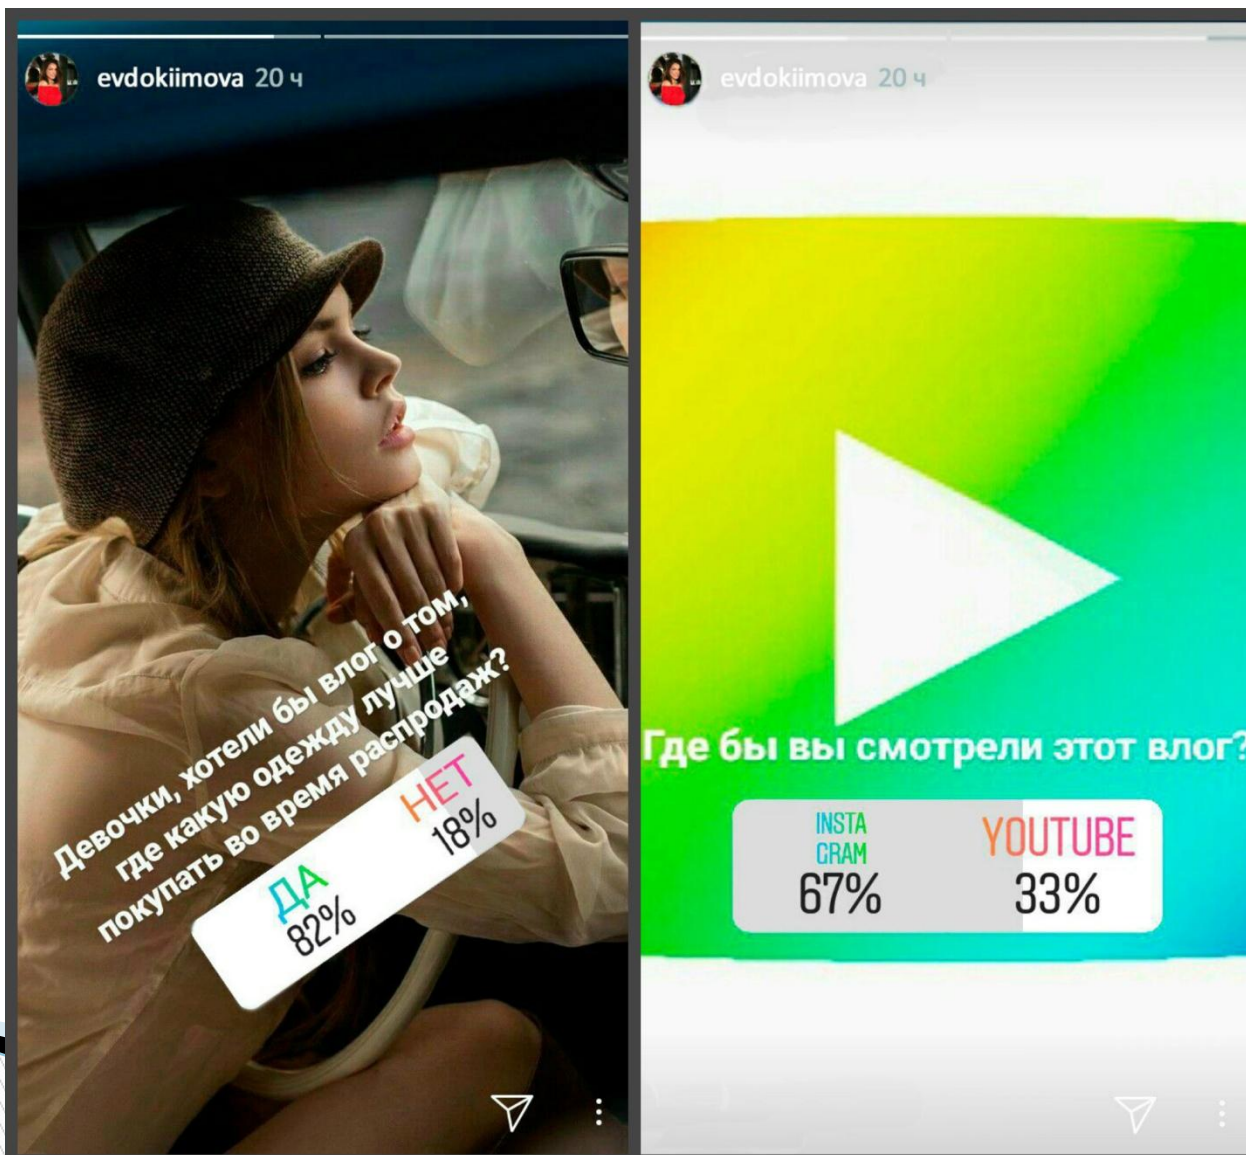 evdokiimova 20 ч
Девочки, хотели бы влог о том,
где какую одежду лучше
покупать во время распродаж?
ДА
82%
НЕТ
18%
evdokiimova 20 ч
Где бы вы смотрели этот влог?
INSTA
GRAM
67%
YOUTUBE
33%